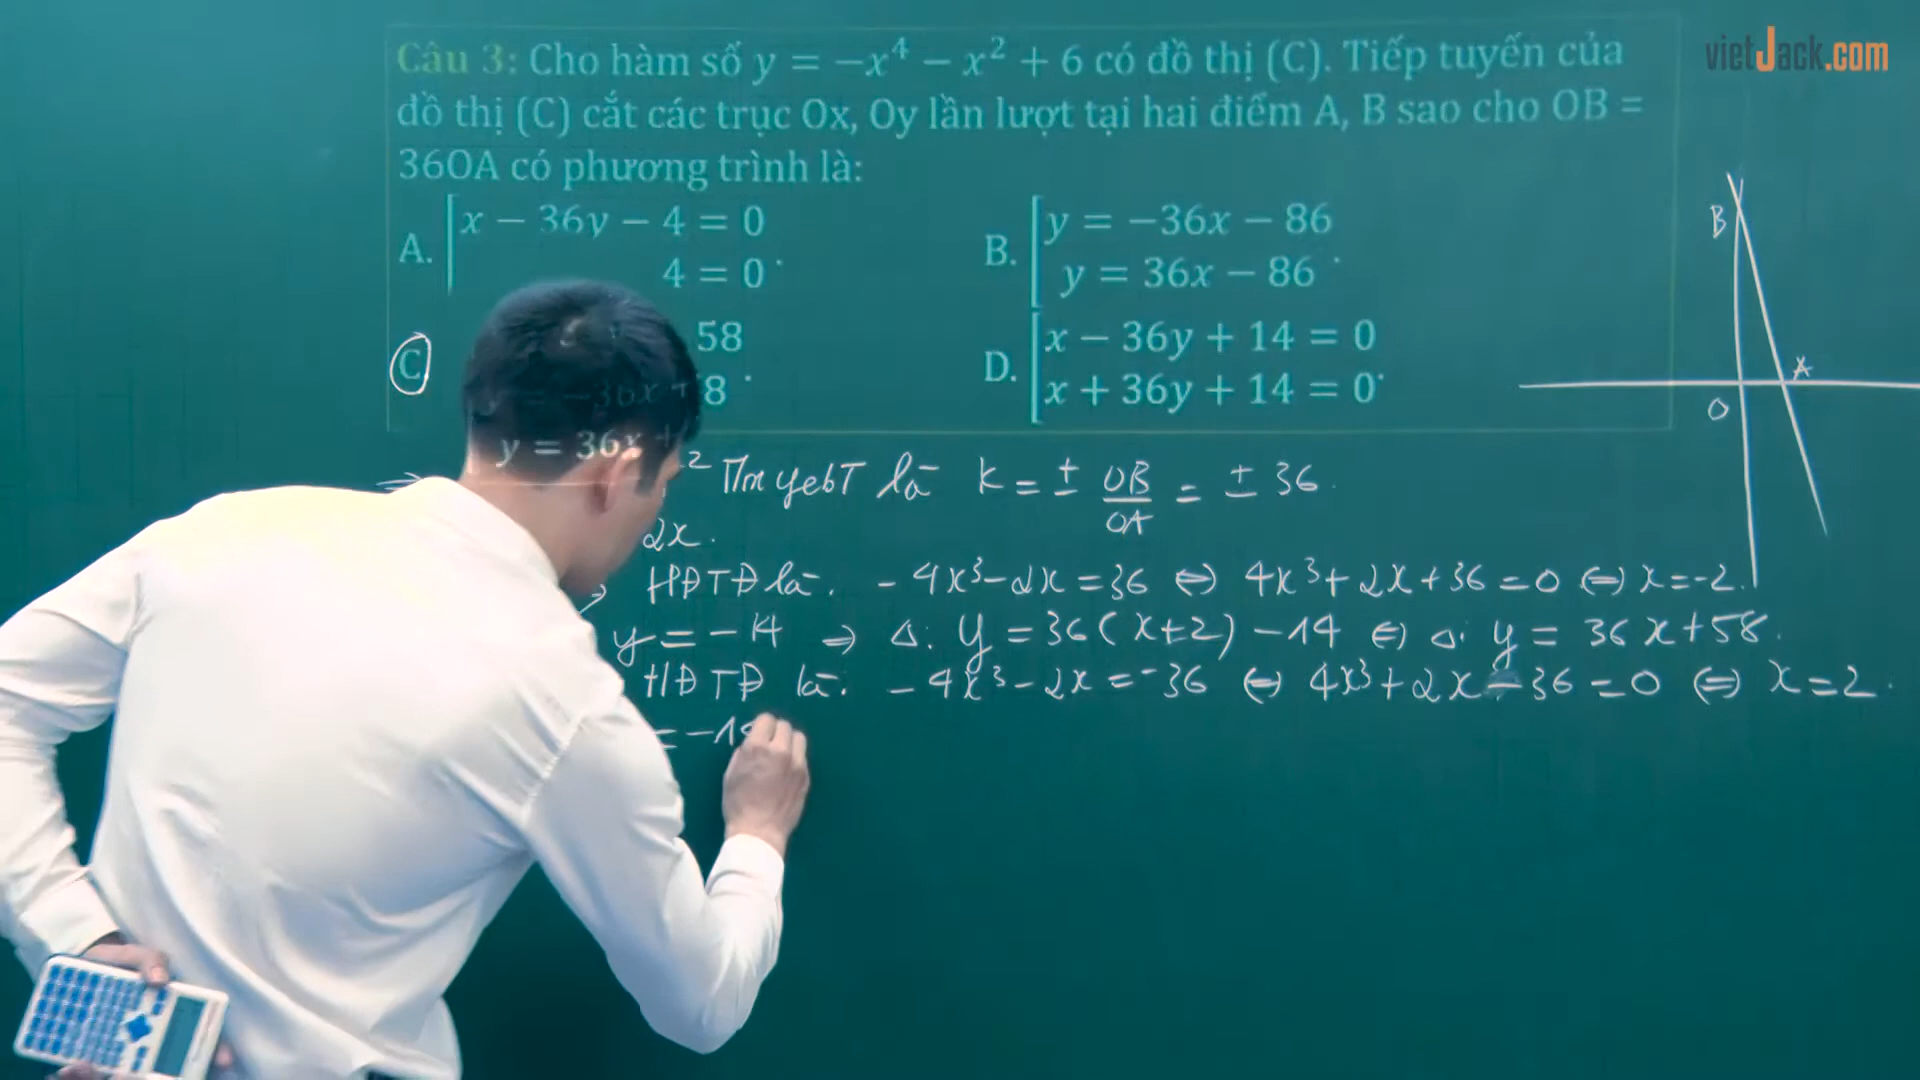 vietJack.com
Câu 3: Cho hàm số y = −x⁴ − x² + 6 có đồ thị (C). Tiếp tuyến của
đồ thị (C) cắt các trục Ox, Oy lần lượt tại hai điểm A, B sao cho OB =
36OA có phương trình là:
A. [x − 36y − 4 = 0
4 = 0.
B. [y = −36x − 86
y = 36x − 86.
C
58
y = −36x + 8.
y = 36x +
D. [x − 36y + 14 = 0
x + 36y + 14 = 0.
B
A
O
là k = ± OB/OA = ± 36.
2x.
HĐTĐ là: −4x³ − 2x = 36 ⇔ 4x³ + 2x + 36 = 0 ⇔ x = −2.
y = −14 ⇒ Δ: y = 36(x+2) − 14 ⇔ Δ: y = 36x + 58.
HĐTĐ là: −4x³ − 2x = −36 ⇔ 4x³ + 2x − 36 = 0 ⇔ x = 2.
= −1